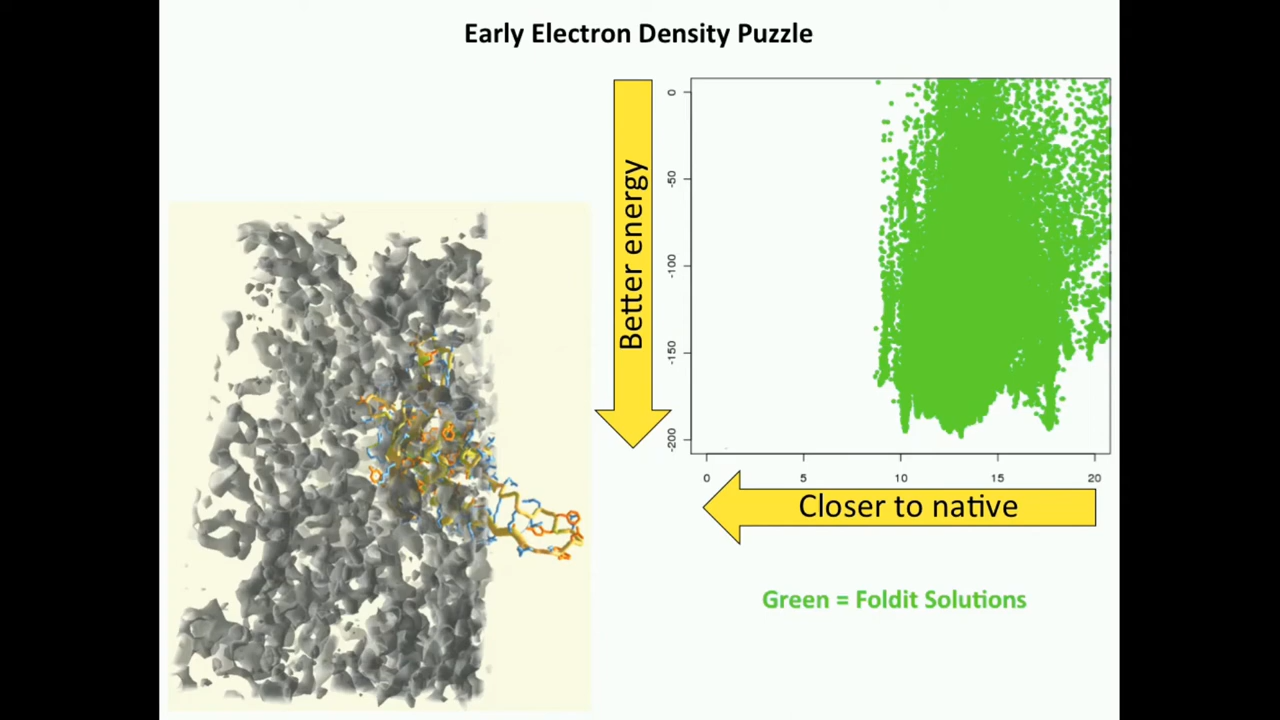 Early Electron Density Puzzle
Better energy
0
-50
-100
-150
-200
0 5 10 15 20
Closer to native
Green = Foldit Solutions